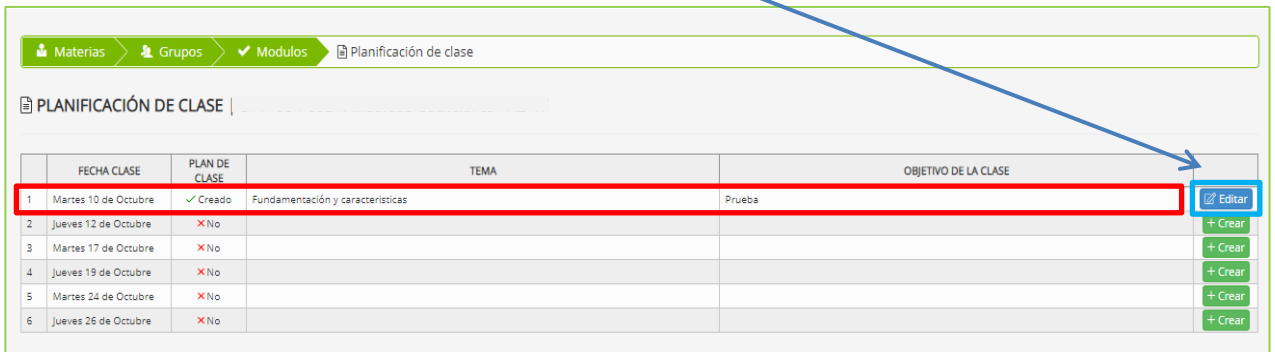 Materias Grupos Modulos Planificación de clase
PLANIFICACIÓN DE CLASE |
FECHA CLASE PLAN DE CLASE TEMA OBJETIVO DE LA CLASE
1 Martes 10 de Octubre Creado Fundamentación y caracteristicas Prueba Editar
2 Jueves 12 de Octubre No + Crear
3 Martes 17 de Octubre No + Crear
4 Jueves 19 de Octubre No + Crear
5 Martes 24 de Octubre No + Crear
6 Jueves 26 de Octubre No + Crear